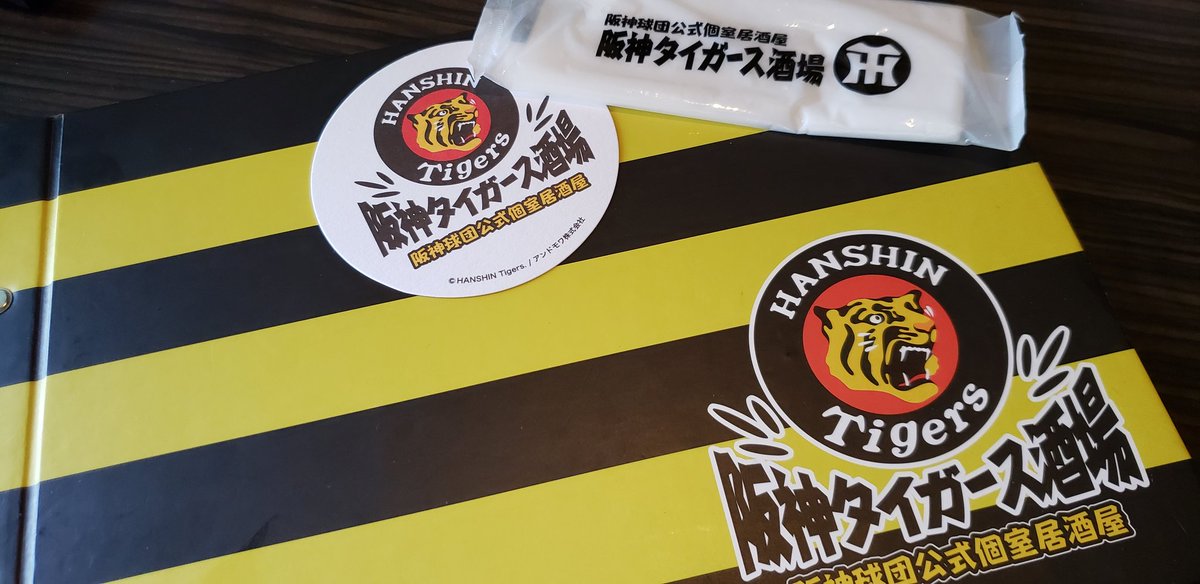 阪神球団公式個室居酒屋
阪神タイガース酒場
HANSHIN
Tigers
阪神タイガース酒場
阪神球団公式個室居酒屋
©HANSHIN Tigers. / アンドモワ株式会社
HANSHIN
Tigers
阪神タイガース酒場
阪神球団公式個室居酒屋